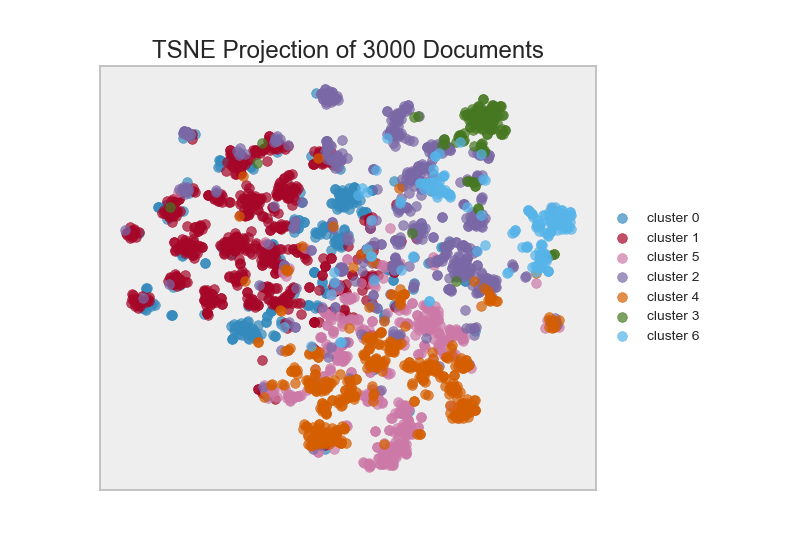 TSNE Projection of 3000 Documents
cluster 0
cluster 1
cluster 5
cluster 2
cluster 4
cluster 3
cluster 6